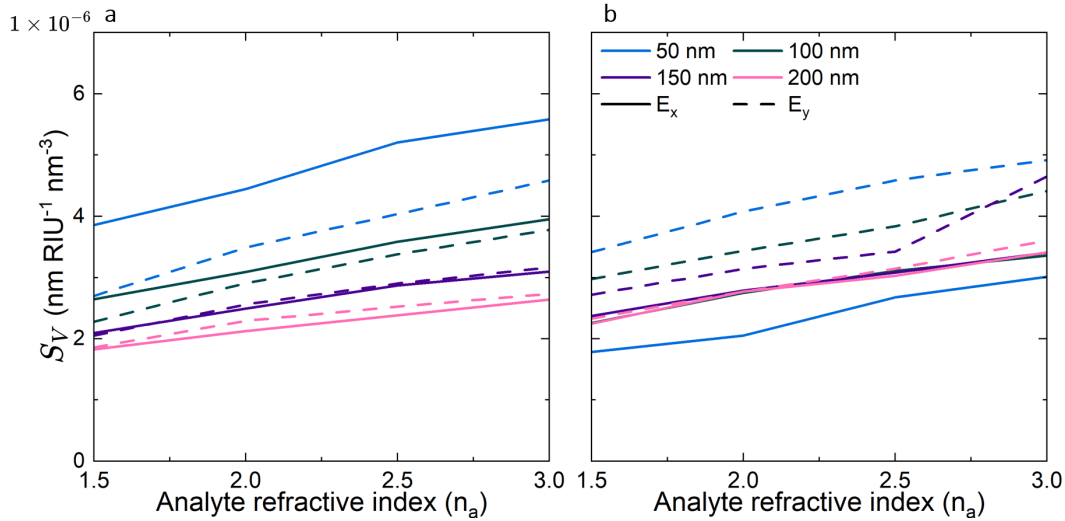 1 × 10⁻⁶ a b
50 nm 100 nm
150 nm 200 nm
Eₓ E_y
6
4
2
0
S_V (nm RIU⁻¹ nm⁻³)
1.5 2.0 2.5 3.0
1.5 2.0 2.5 3.0
Analyte refractive index (nₐ)
Analyte refractive index (nₐ)